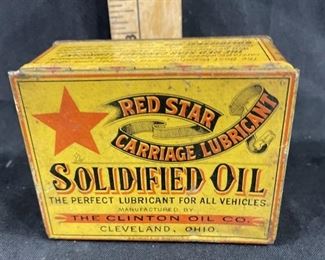 RED STAR
CARRIAGE LUBRICANT
SOLIDIFIED OIL
THE PERFECT LUBRICANT FOR ALL VEHICLES
MANUFACTURED BY
THE CLINTON OIL CO.
CLEVELAND, OHIO.